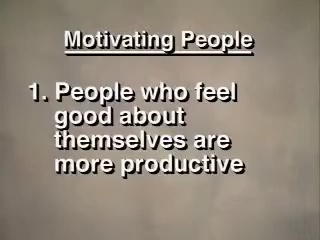 Motivating People
1. People who feel
good about
themselves are
more productive